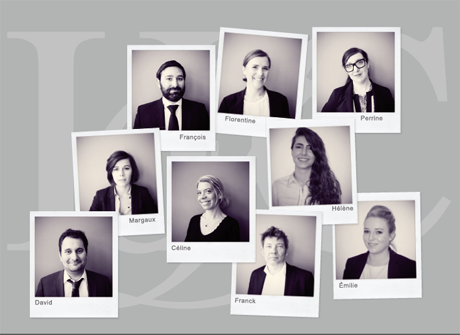 François
Florentine
Perrine
Margaux
Céline
Hélène
David
Franck
Émilie